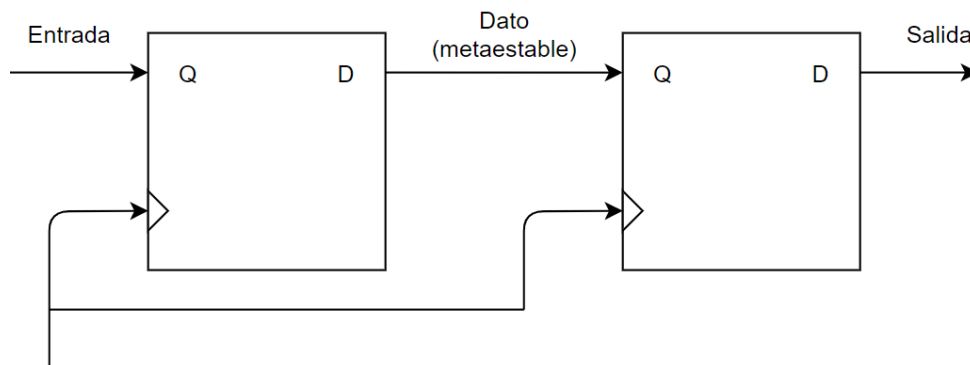 Entrada
Dato
(metaestable)
Salida
Q
D
Q
D